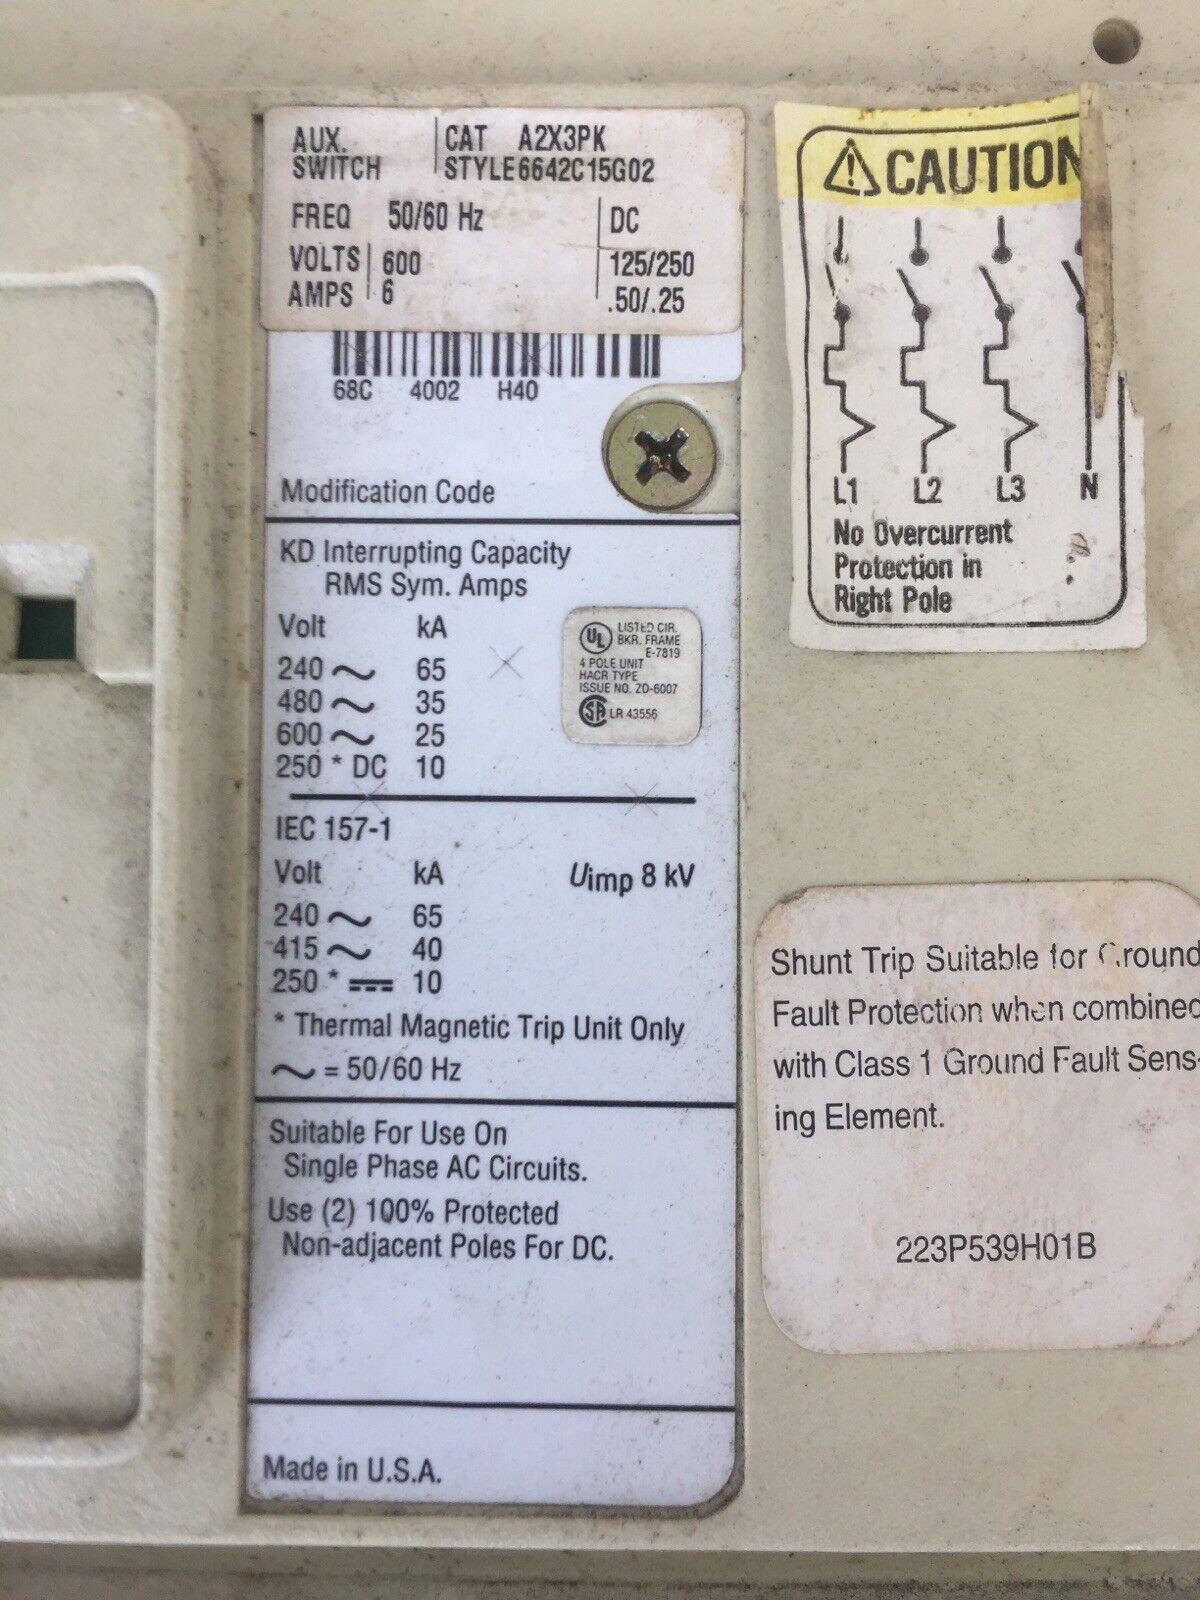 AUX. SWITCH
CAT A2X3PK
STYLE 6642C15G02
FREQ 50/60 Hz DC
VOLTS 600 125/250
AMPS 6 .50/.25
68C 4002 H40
Modification Code
KD Interrupting Capacity
RMS Sym. Amps
Volt kA
240 ~ 65
480 ~ 35
600 ~ 25
250 * DC 10
UL LISTED CIR.
BKR. FRAME
E-7819
4 POLE UNIT
HACR TYPE
ISSUE NO. ZD-6007
SA LR 43556
IEC 157-1
Volt kA Uimp 8 kV
240 ~ 65
415 ~ 40
250 * ⎓ 10
* Thermal Magnetic Trip Unit Only
~ = 50/60 Hz
Suitable For Use On
Single Phase AC Circuits.
Use (2) 100% Protected
Non-adjacent Poles For DC.
Made in U.S.A.
CAUTION
L1 L2 L3 N
No Overcurrent
Protection in
Right Pole
Shunt Trip Suitable for Ground
Fault Protection when combined
with Class 1 Ground Fault Sens-
ing Element.
223P539H01B